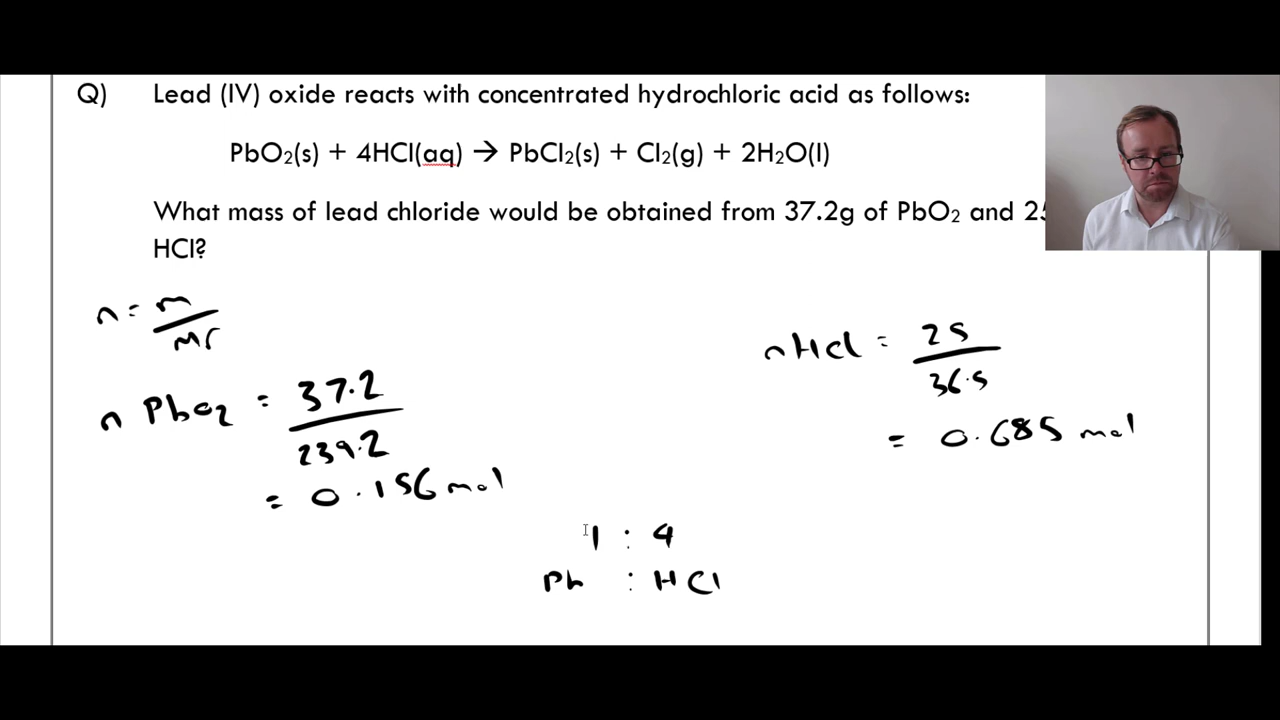 Q) Lead (IV) oxide reacts with concentrated hydrochloric acid as follows:
PbO₂(s) + 4HCl(aq) → PbCl₂(s) + Cl₂(g) + 2H₂O(l)
What mass of lead chloride would be obtained from 37.2g of PbO₂ and
HCl?
n = m / Mr
n PbO₂ = 37.2 / 239.2
= 0.156 mol
nHCl = 25 / 36.5
= 0.685 mol
1 : 4
Pb : HCl